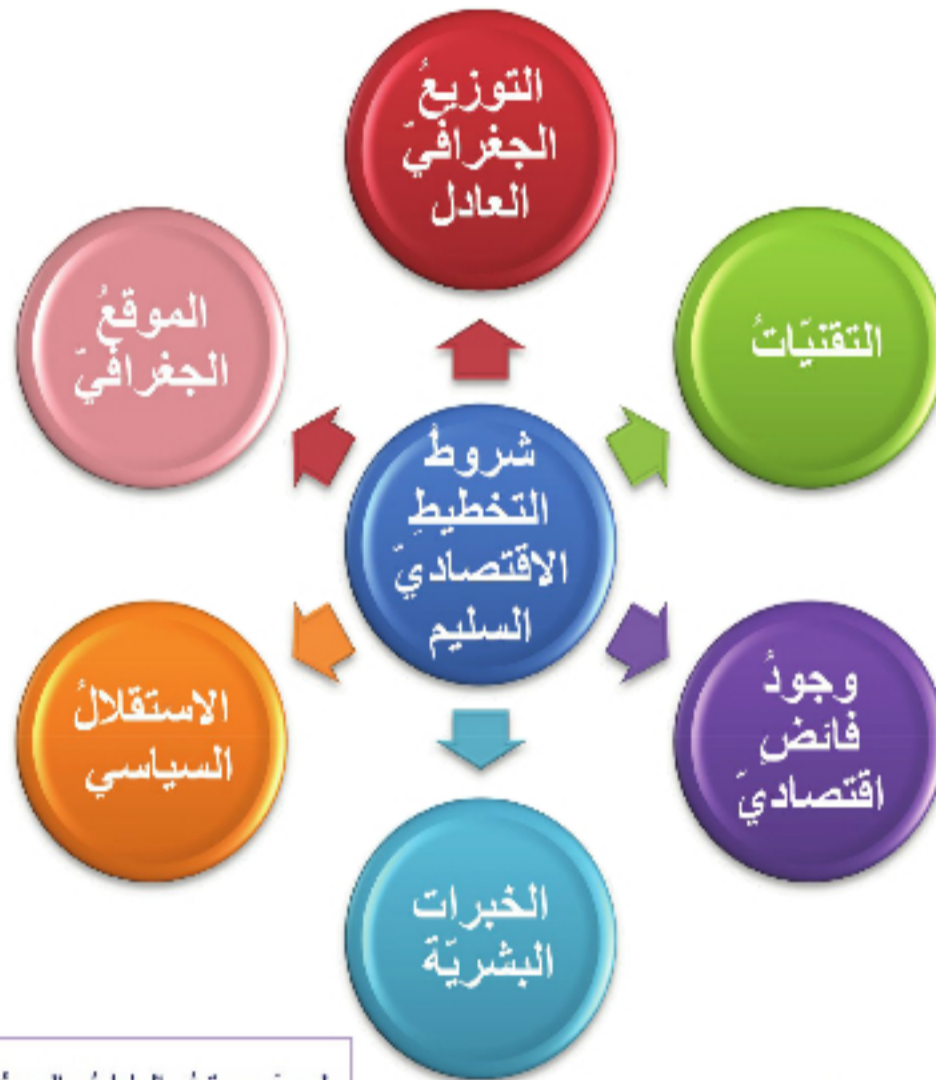 التوزيعُ
الجغرافيّ
العادل
التقنيّاتُ
وجودُ
فائضِ
اقتصاديّ
الخبرات
البشريّة
الاستقلالُ
السياسي
الموقعُ
الجغرافيّ
شروطُ
التخطيطِ
الاقتصاديّ
السليم